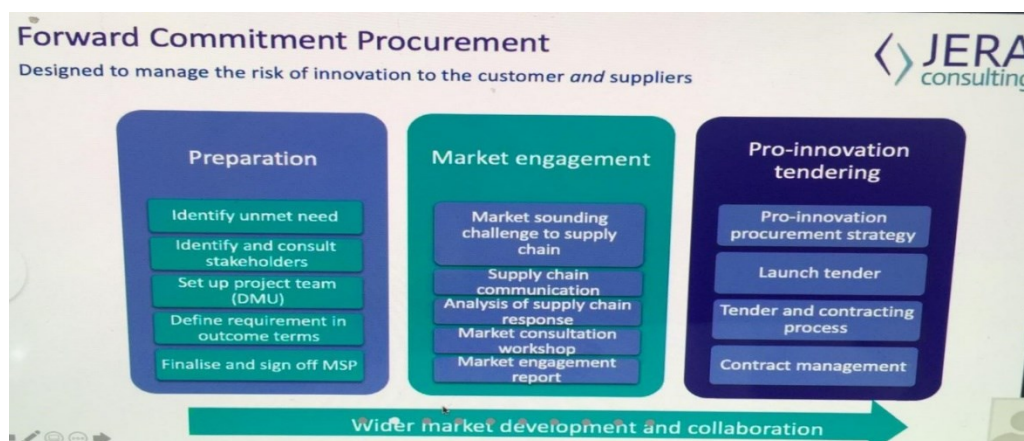 Forward Commitment Procurement
Designed to manage the risk of innovation to the customer and suppliers
JERA
consulting
Preparation
Identify unmet need
Identify and consult
stakeholders
Set up project team
(DMU)
Define requirement in
outcome terms
Finalise and sign off MSP
Market engagement
Market sounding
challenge to supply
chain
Supply chain
communication
Analysis of supply chain
response
Market consultation
workshop
Market engagement
report
Pro-innovation
tendering
Pro-innovation
procurement strategy
Launch tender
Tender and contracting
process
Contract management
Wider market development and collaboration